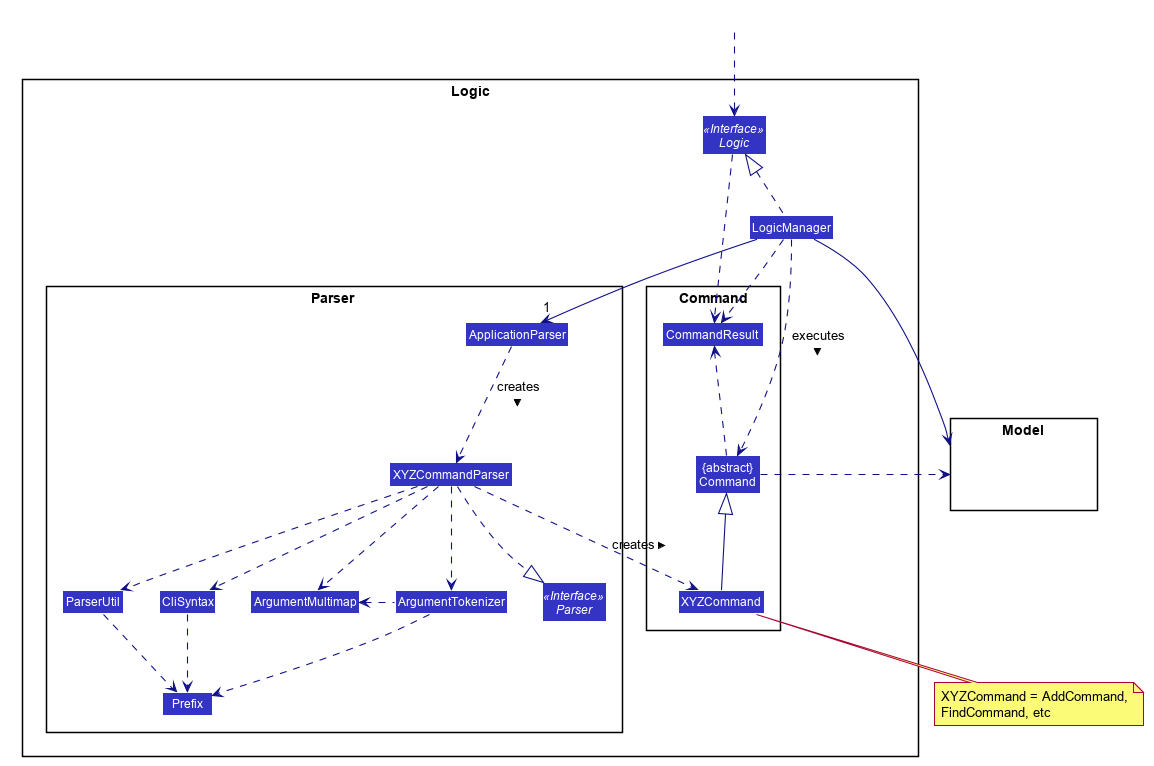 Logic
«Interface»
Logic
LogicManager
Parser
Command
1
ApplicationParser
CommandResult
executes
▼
creates
▼
Model
XYZCommandParser
{abstract}
Command
creates ►
ParserUtil
CliSyntax
ArgumentMultimap
ArgumentTokenizer
«Interface»
Parser
XYZCommand
Prefix
XYZCommand = AddCommand,
FindCommand, etc